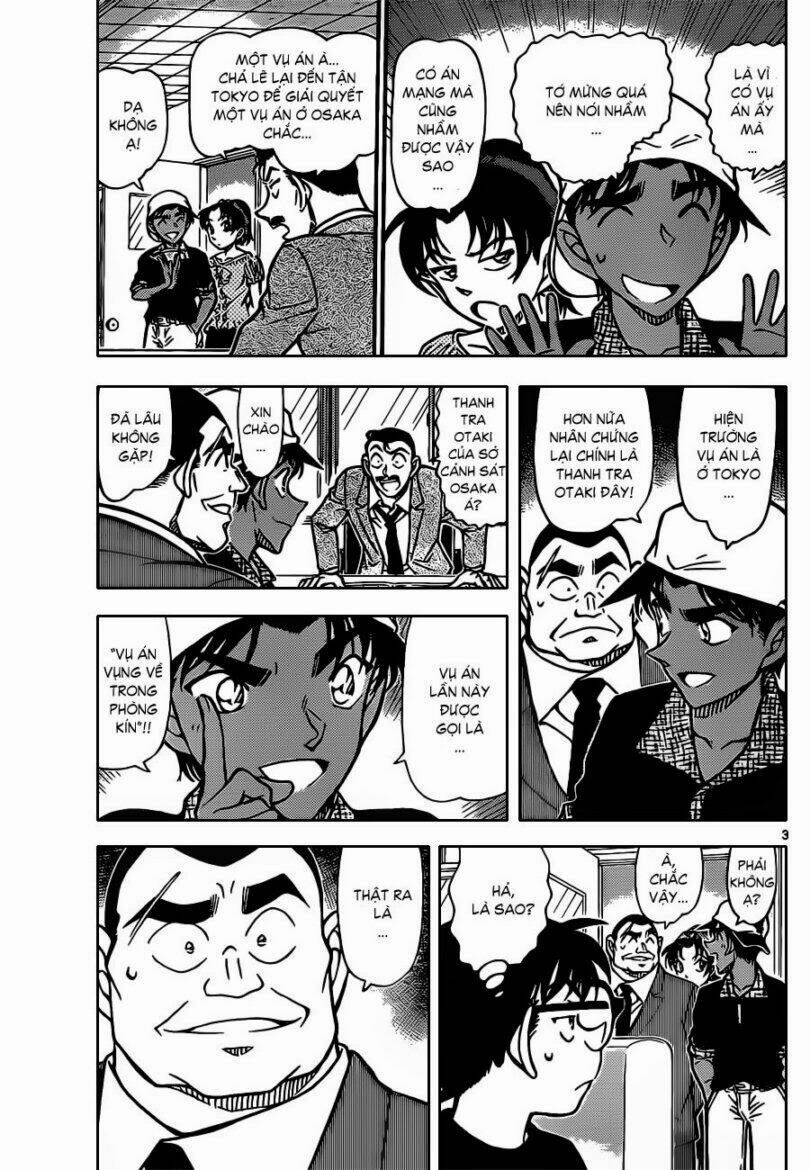 LÀ VÌ
CÓ VỤ
ÁN ẤY
MÀ
...
TỚ MỪNG QUÁ
NÊN NÓI NHẦM
...
CÓ ÁN
MẠNG MÀ
CŨNG
NHẦM
ĐƯỢC VẬY
SAO
...
MỘT VỤ ÁN À...
CHẢ LẼ LẠI ĐẾN TẬN
TOKYO ĐỂ GIẢI QUYẾT
MỘT VỤ ÁN Ở OSAKA
CHẮC...
DẠ
KHÔNG
Ạ!
HIỆN
TRƯỜNG
VỤ ÁN LÀ
Ở TOKYO
...
HƠN NỮA
NHÂN CHỨNG
LẠI CHÍNH LÀ
THANH TRA
OTAKI ĐÂY!
THANH
TRA
OTAKI
CỦA SỞ
CẢNH SÁT
OSAKA
Á?
XIN
CHÀO
...
ĐÃ LÂU
KHÔNG
GẶP!
VỤ ÁN
LẦN NÀY
ĐƯỢC
GỌI LÀ
...
"VỤ ÁN
VỤNG VỀ
TRONG
PHÒNG
KÍN"!!
3
PHẢI
KHÔNG
Ạ?
À,
CHẮC
VẬY...
HẢ,
LÀ SAO?
THẬT RA
LÀ
...